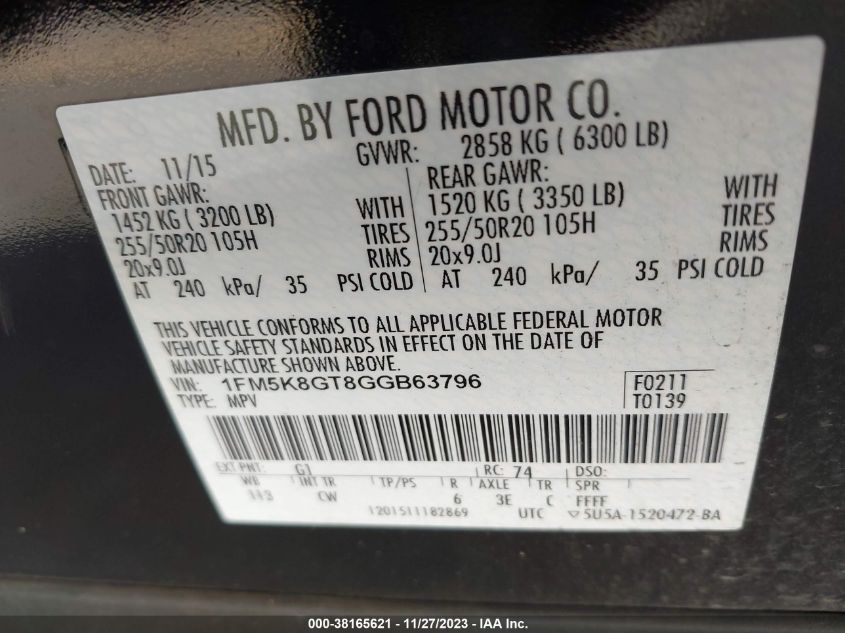 MFD. BY FORD MOTOR CO.
DATE: 11/15 GVWR: 2858 KG ( 6300 LB)
FRONT GAWR: REAR GAWR:
1452 KG ( 3200 LB) WITH 1520 KG ( 3350 LB) WITH
255/50R20 105H TIRES 255/50R20 105H TIRES
20x9.0J RIMS 20x9.0J RIMS
AT 240 kPa/ 35 PSI COLD AT 240 kPa/ 35 PSI COLD
THIS VEHICLE CONFORMS TO ALL APPLICABLE FEDERAL MOTOR
VEHICLE SAFETY STANDARDS IN EFFECT ON THE DATE OF
MANUFACTURE SHOWN ABOVE.
VIN: 1FM5K8GT8GGB63796 F0211
TYPE: MPV T0139
EXT PNT: G1 RC: 74 DSO:
WB INT TR TP/PS R AXLE TR SPR
113 CW 6 3E C FFFF
1201511182869 UTC ▽5U5A-1520472-BA
000-38165621 - 11/27/2023 - IAA Inc.